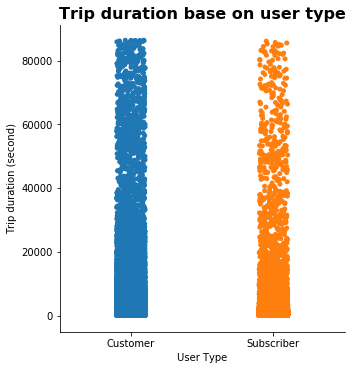 Trip duration base on user type
80000
60000
40000
20000
0
Trip duration (second)
Customer
Subscriber
User Type